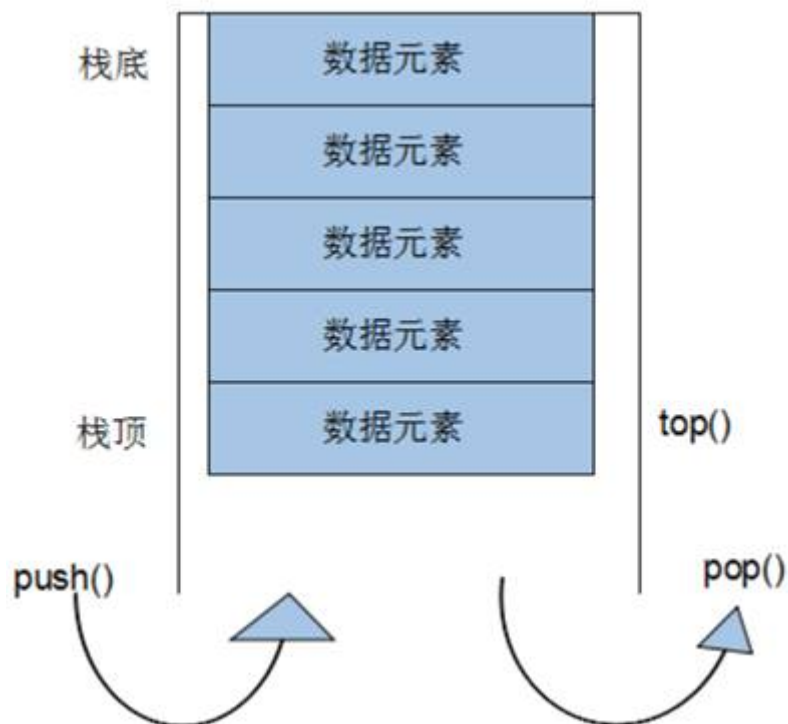 栈底
数据元素
数据元素
数据元素
数据元素
栈顶
数据元素
top()
push()
pop()